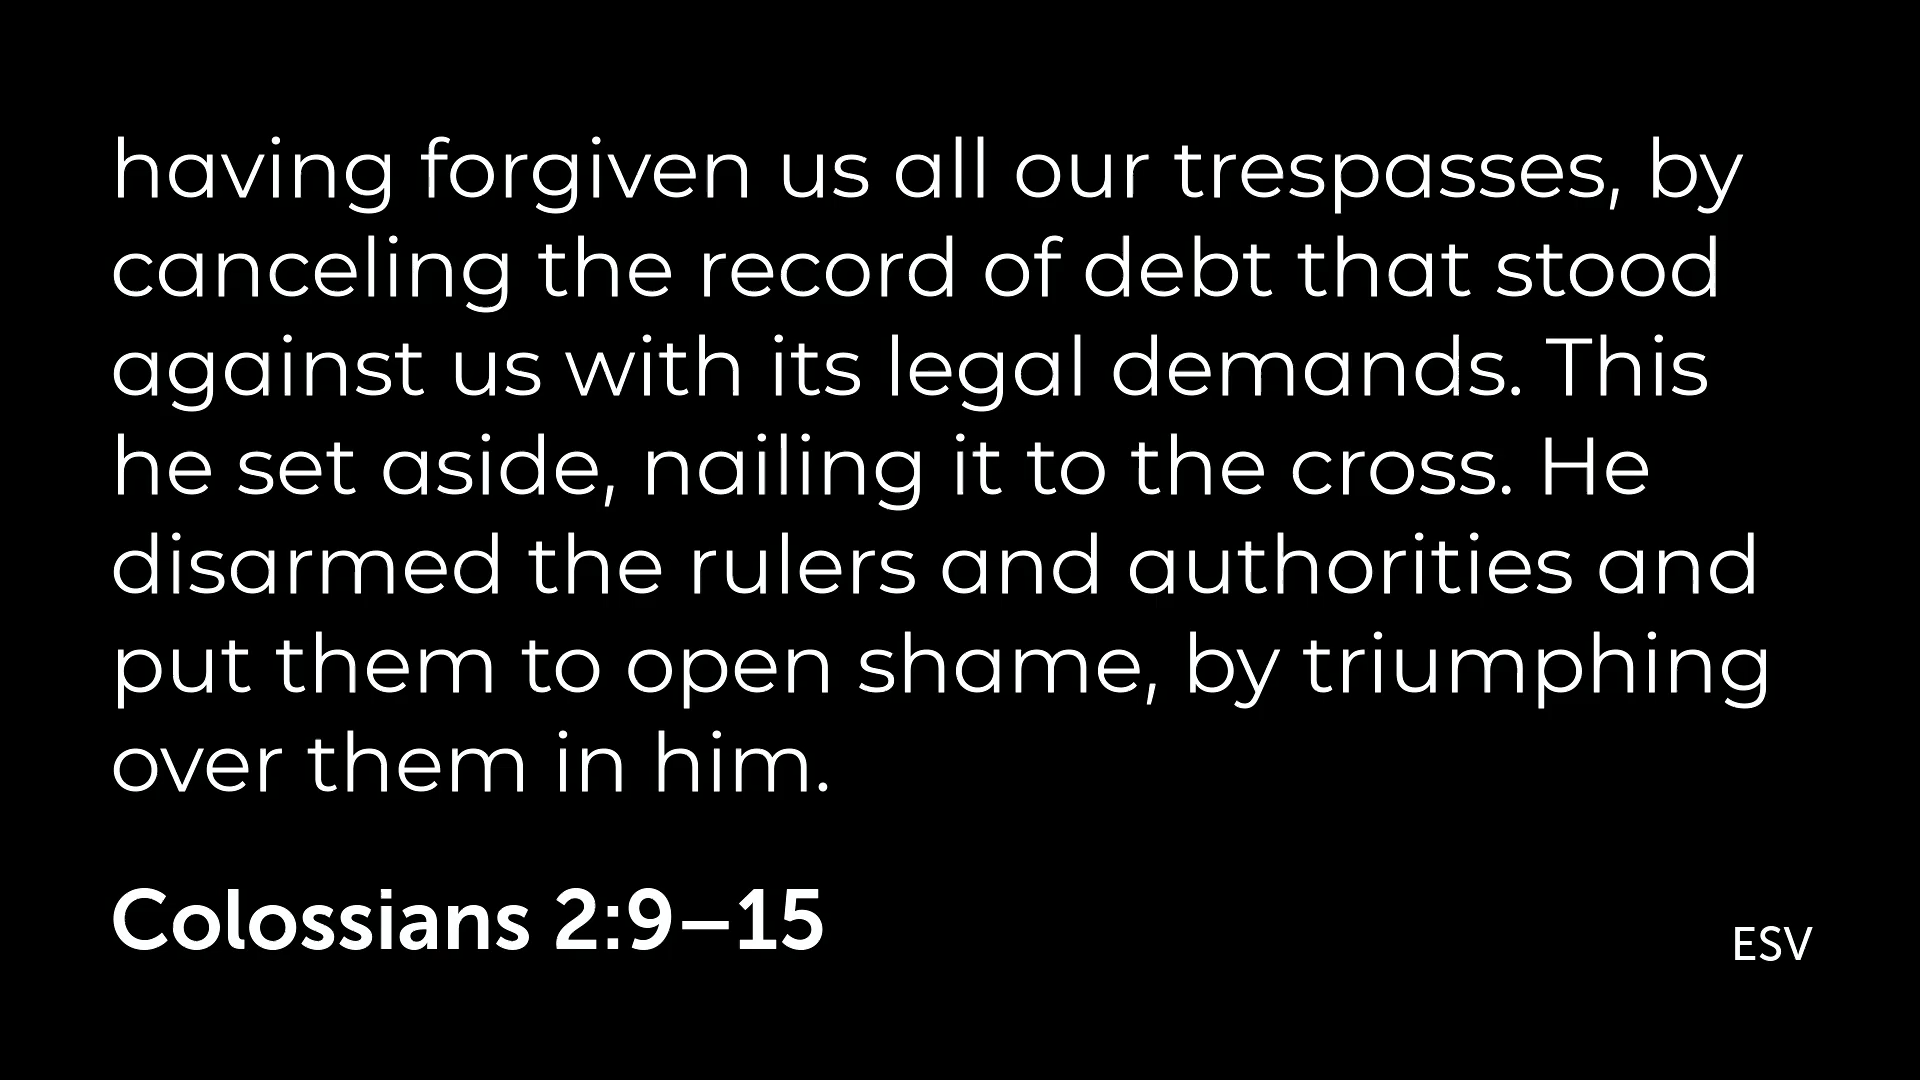 having forgiven us all our trespasses, by
canceling the record of debt that stood
against us with its legal demands. This
he set aside, nailing it to the cross. He
disarmed the rulers and authorities and
put them to open shame, by triumphing
over them in him.
Colossians 2:9–15
ESV